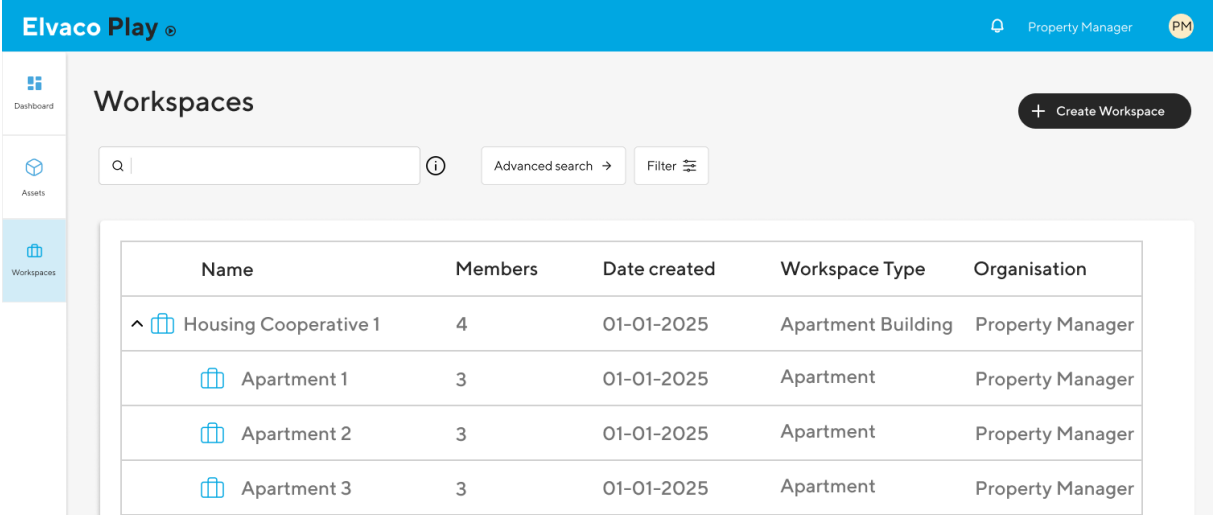 Elvaco Play
Property Manager
PM
Dashboard
Workspaces
Create Workspace
Advanced search
Filter
Assets
Workspaces
Name Members Date created Workspace Type Organisation
Housing Cooperative 1 4 01-01-2025 Apartment Building Property Manager
Apartment 1 3 01-01-2025 Apartment Property Manager
Apartment 2 3 01-01-2025 Apartment Property Manager
Apartment 3 3 01-01-2025 Apartment Property Manager